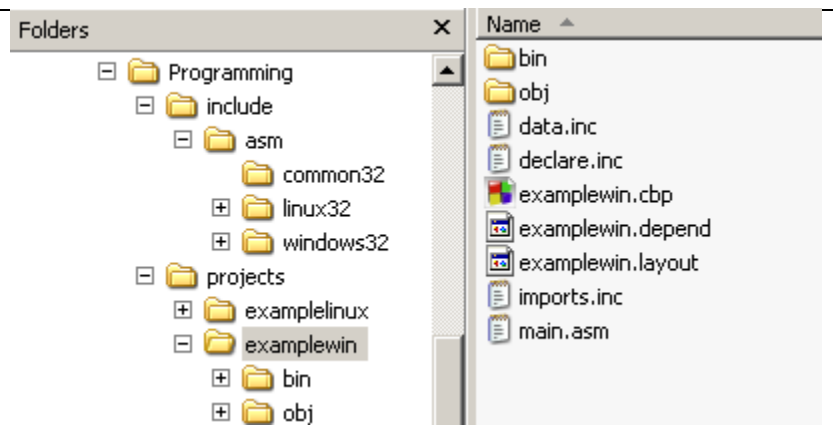 Folders
Programming
include
asm
common32
linux32
windows32
projects
examplelinux
examplewin
bin
obj
Name
bin
obj
data.inc
declare.inc
examplewin.cbp
examplewin.depend
examplewin.layout
imports.inc
main.asm